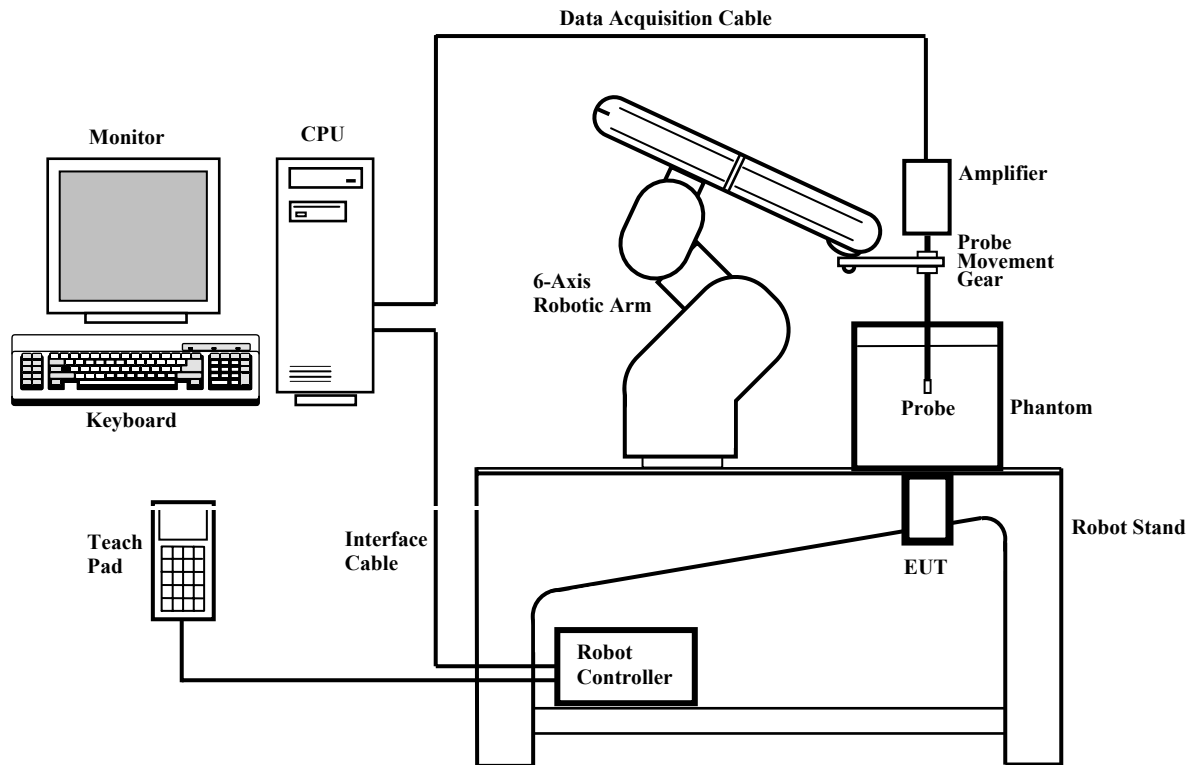 Data Acquisition Cable
Monitor
CPU
Amplifier
Probe
Movement
Gear
6-Axis
Robotic Arm
Keyboard
Probe
Phantom
Teach
Pad
Interface
Cable
Robot Stand
EUT
Robot
Controller